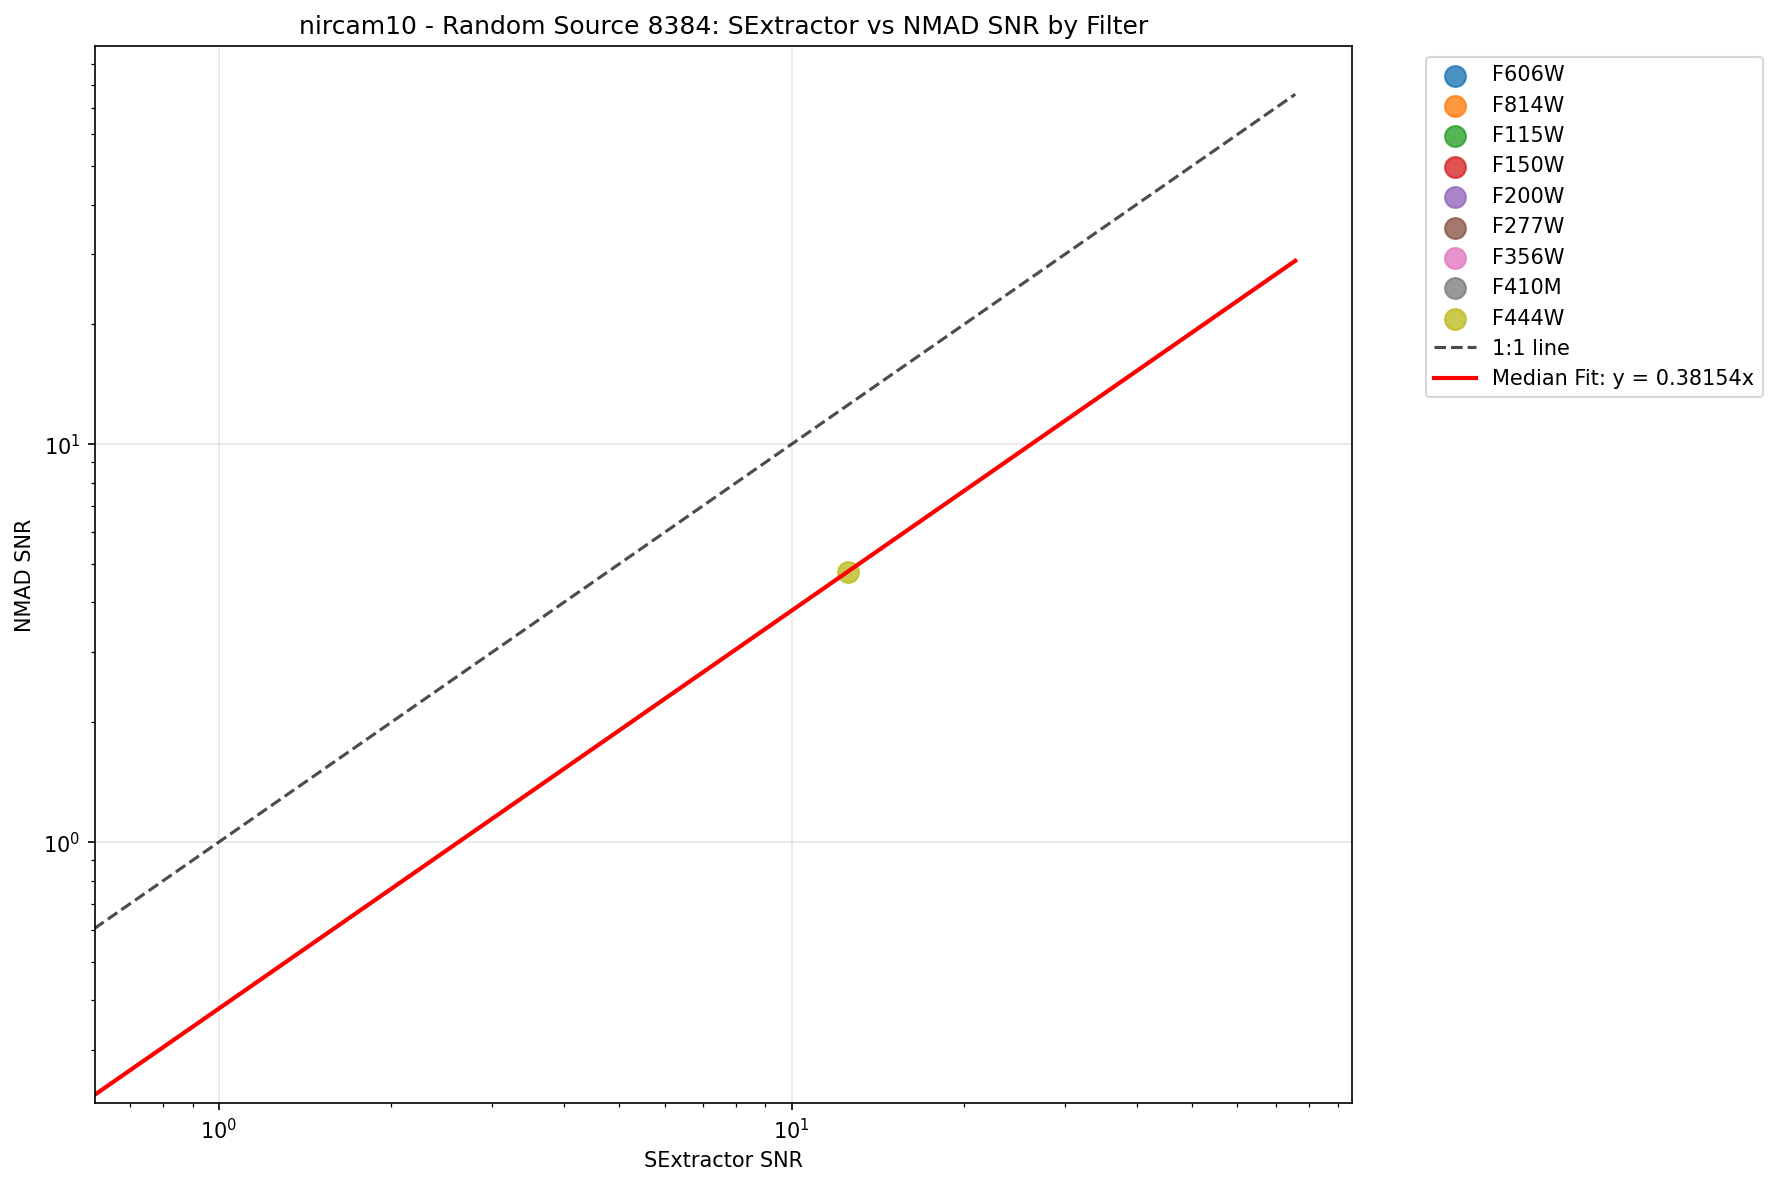 nircam10 - Random Source 8384: SExtractor vs NMAD SNR by Filter
F606W
F814W
F115W
F150W
F200W
F277W
F356W
F410M
F444W
1:1 line
Median Fit: y = 0.38154x
NMAD SNR
10¹
10⁰
10⁰
10¹
SExtractor SNR